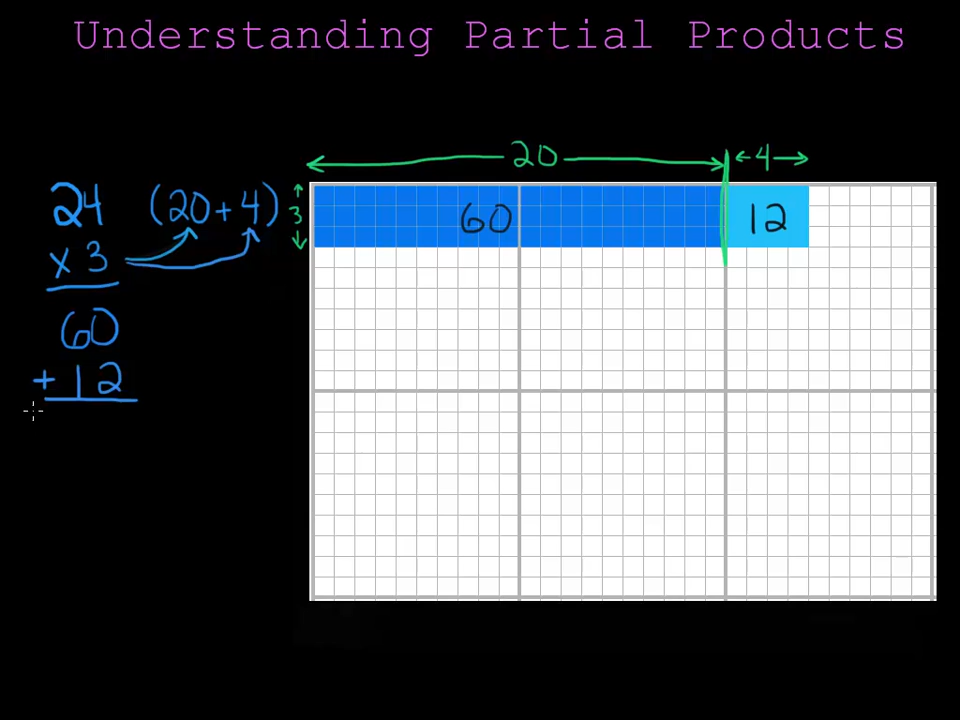 Understanding Partial Products
20 4
24 (20 + 4) 3 60 12
x 3
60
+ 12